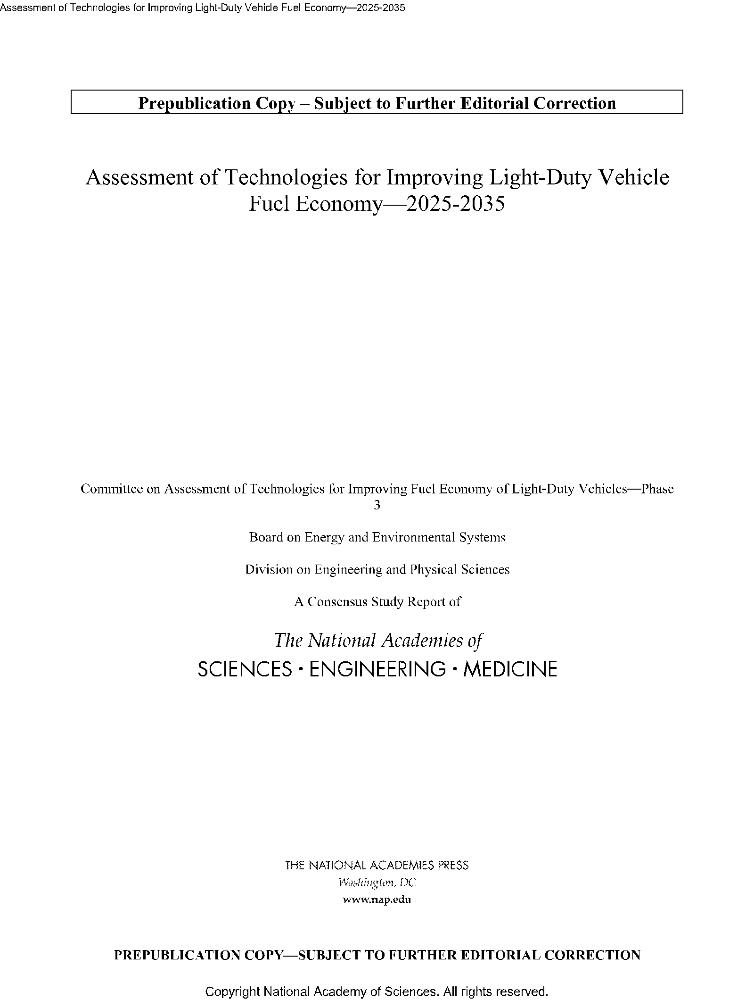 Assessment of Technologies for Improving Light-Duty Vehicle Fuel Economy—2025-2035
Prepublication Copy – Subject to Further Editorial Correction
Assessment of Technologies for Improving Light-Duty Vehicle
Fuel Economy—2025-2035
Committee on Assessment of Technologies for Improving Fuel Economy of Light-Duty Vehicles—Phase
3
Board on Energy and Environmental Systems
Division on Engineering and Physical Sciences
A Consensus Study Report of
The National Academies of
SCIENCES • ENGINEERING • MEDICINE
THE NATIONAL ACADEMIES PRESS
Washington, DC
www.nap.edu
PREPUBLICATION COPY—SUBJECT TO FURTHER EDITORIAL CORRECTION
Copyright National Academy of Sciences. All rights reserved.